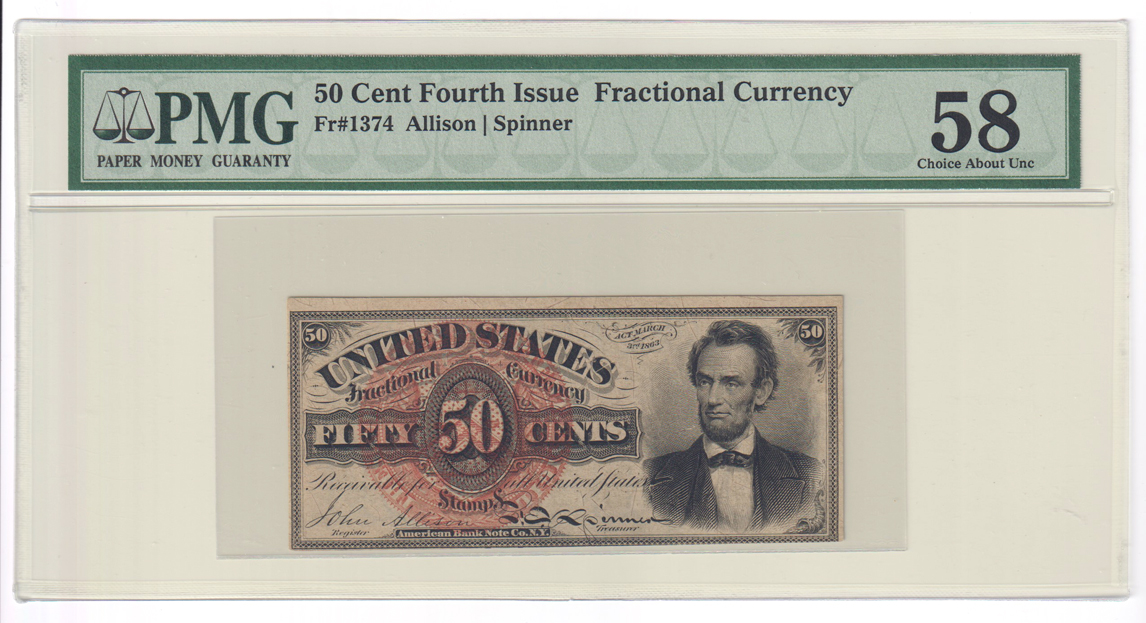 PMG
PAPER MONEY GUARANTY
50 Cent Fourth Issue Fractional Currency
Fr#1374 Allison | Spinner
58
Choice About Unc
50
ACT MARCH
3RD 1863
50
UNITED STATES
Fractional Currency
FIFTY 50 CENTS
Receivable for all United States
Stamps
John Allison
Register
F. E. Spinner
Treasurer
American Bank Note Co. N.Y.